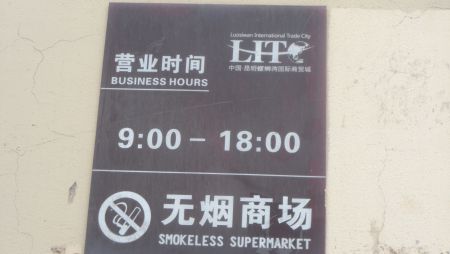 Luosiwan International Trade City
LITC
中国·昆明螺蛳湾国际商贸城
营业时间
BUSINESS HOURS
9:00 - 18:00
无烟商场
SMOKELESS SUPERMARKET